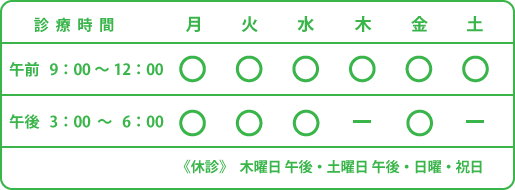 診療時間 月 火 水 木 金 土
午前 9：00～12：00 ○ ○ ○ ○ ○ ○
午後 3：00～ 6：00 ○ ○ ○ ー ○ ー
《休診》 木曜日 午後・土曜日 午後・日曜・祝日